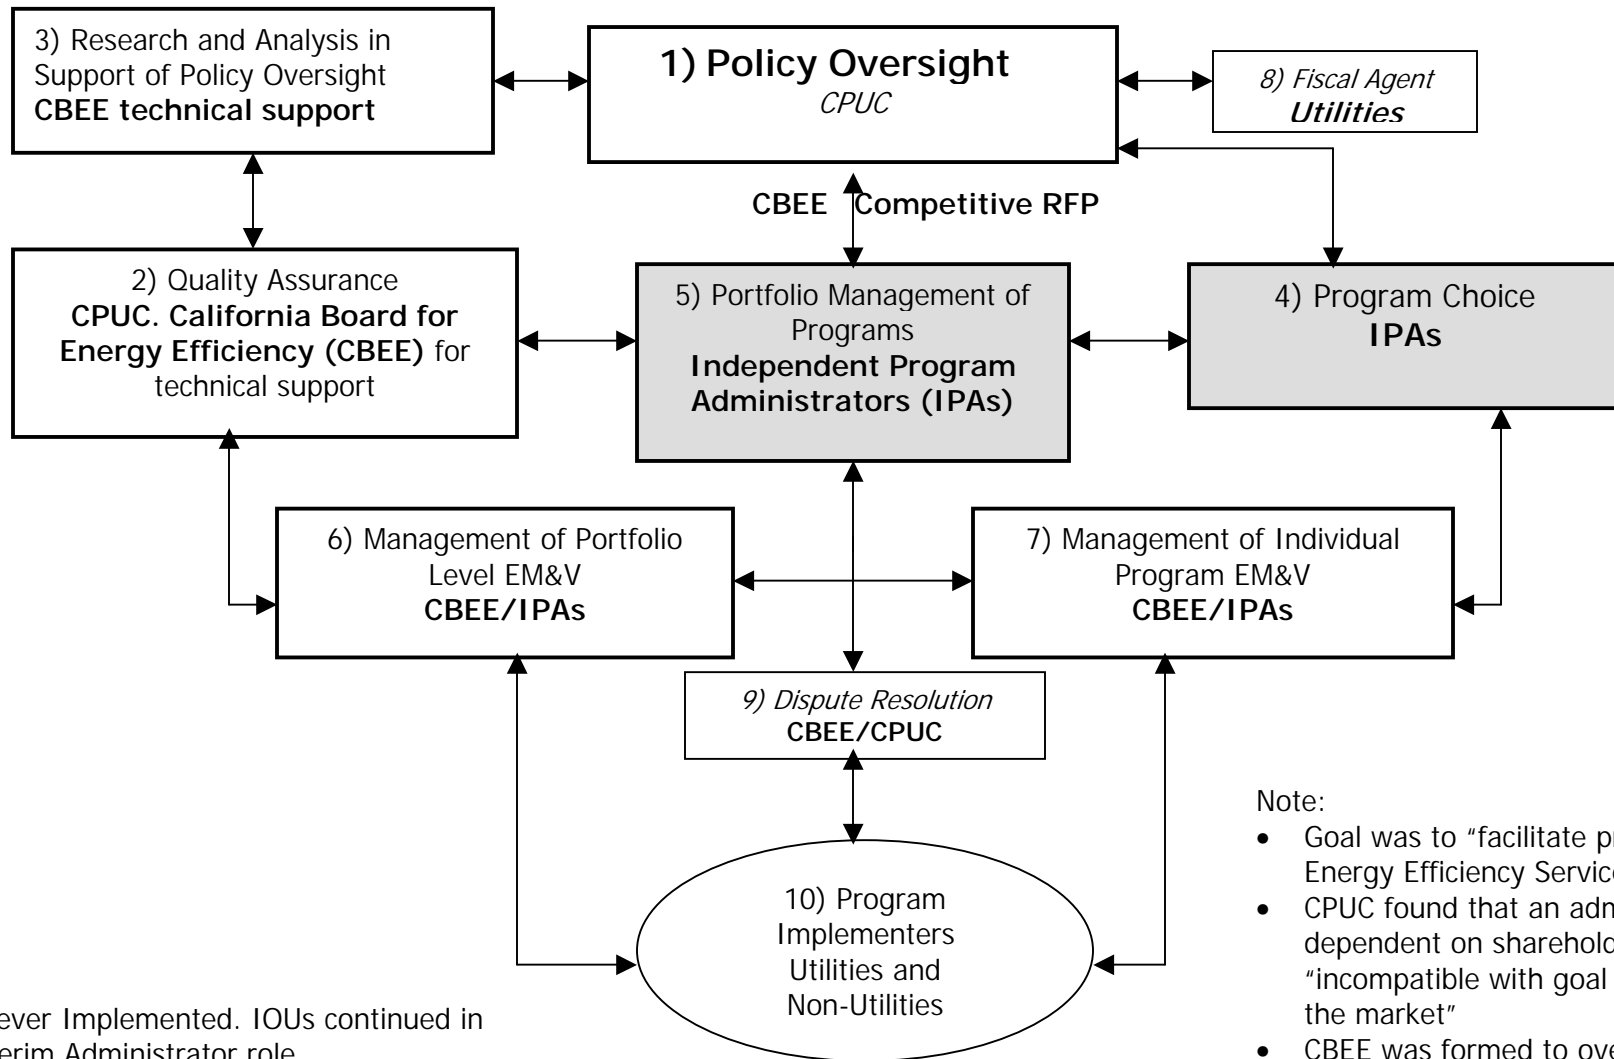 3) Research and Analysis in
Support of Policy Oversight
CBEE technical support
1) Policy Oversight
CPUC
8) Fiscal Agent
Utilities
CBEE Competitive RFP
2) Quality Assurance
CPUC. California Board for
Energy Efficiency (CBEE) for
technical support
5) Portfolio Management of
Programs
Independent Program
Administrators (IPAs)
4) Program Choice
IPAs
6) Management of Portfolio
Level EM&V
CBEE/IPAs
7) Management of Individual
Program EM&V
CBEE/IPAs
9) Dispute Resolution
CBEE/CPUC
10) Program
Implementers
Utilities and
Non-Utilities
ever Implemented. IOUs continued in
erim Administrator role
Note:
• Goal was to “facilitate pr
Energy Efficiency Service
• CPUC found that an adm
dependent on sharehold
“incompatible with goal
the market”
• CBEE was formed to ove